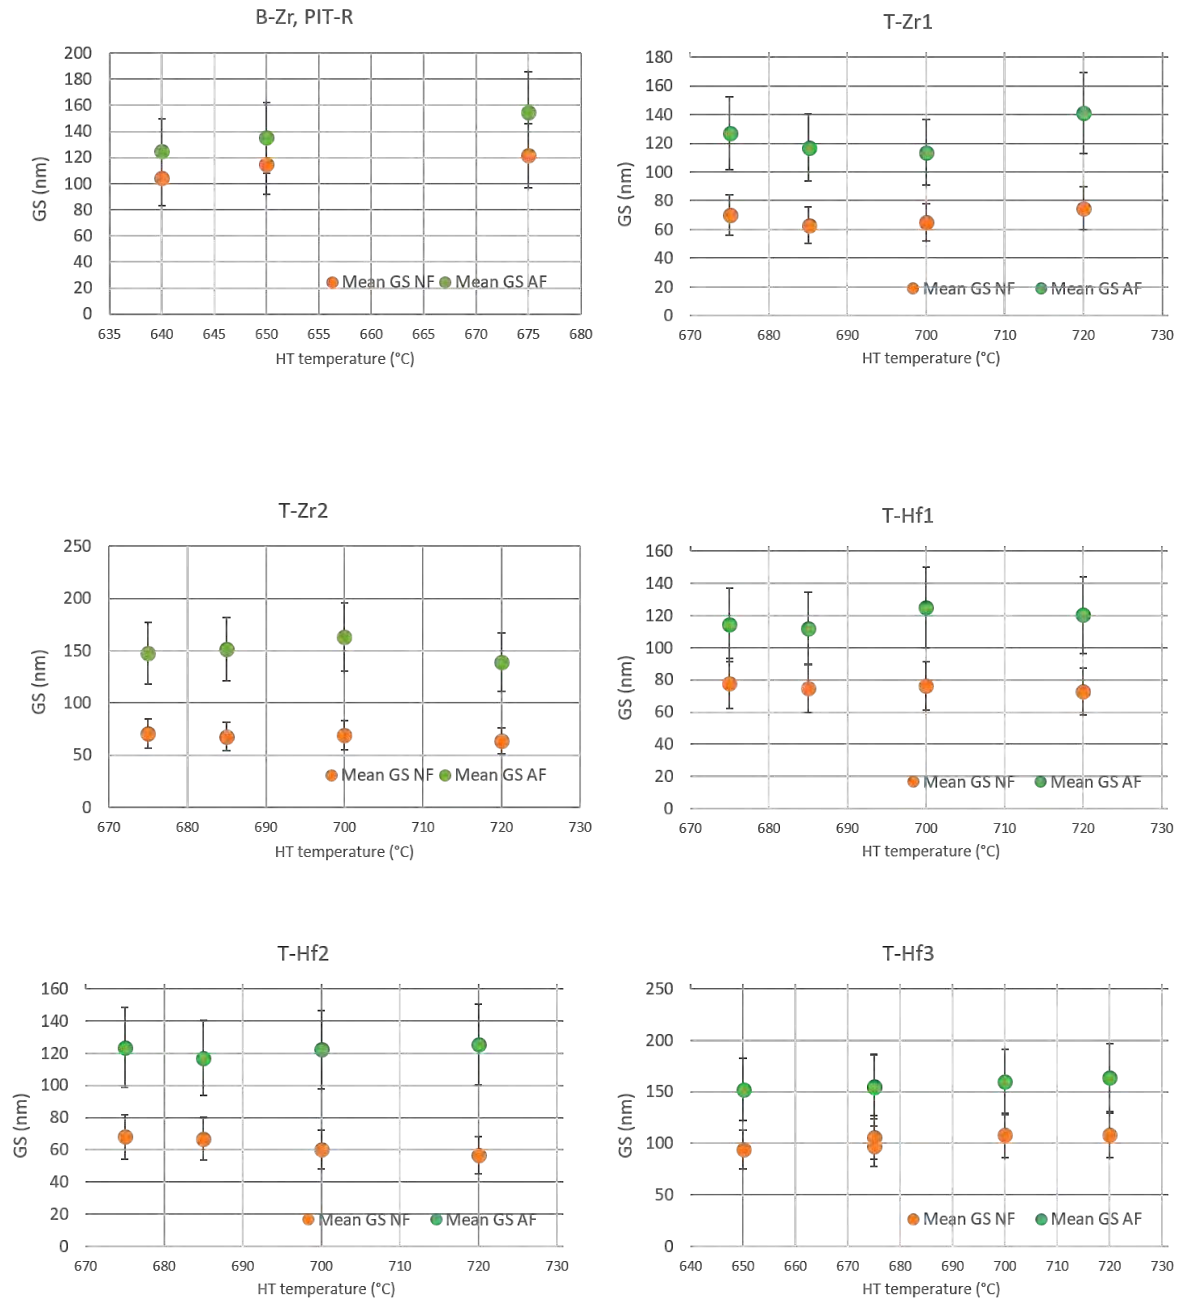 B-Zr, PIT-R
200
180
160
140
120
100
80
60
40
20
0
GS (nm)
Mean GS NF Mean GS AF
635 640 645 650 655 660 665 670 675 680
HT temperature (°C)
T-Zr1
180
160
140
120
100
80
60
40
20
0
GS (nm)
Mean GS NF Mean GS AF
670 680 690 700 710 720 730
HT temperature (°C)
T-Zr2
250
200
150
100
50
0
GS (nm)
Mean GS NF Mean GS AF
670 680 690 700 710 720 730
HT temperature (°C)
T-Hf1
160
140
120
100
80
60
40
20
0
GS (nm)
Mean GS NF Mean GS AF
670 680 690 700 710 720 730
HT temperature (°C)
T-Hf2
160
140
120
100
80
60
40
20
0
GS (nm)
Mean GS NF Mean GS AF
670 680 690 700 710 720 730
HT temperature (°C)
T-Hf3
250
200
150
100
50
0
GS (nm)
Mean GS NF Mean GS AF
640 650 660 670 680 690 700 710 720 730
HT temperature (°C)